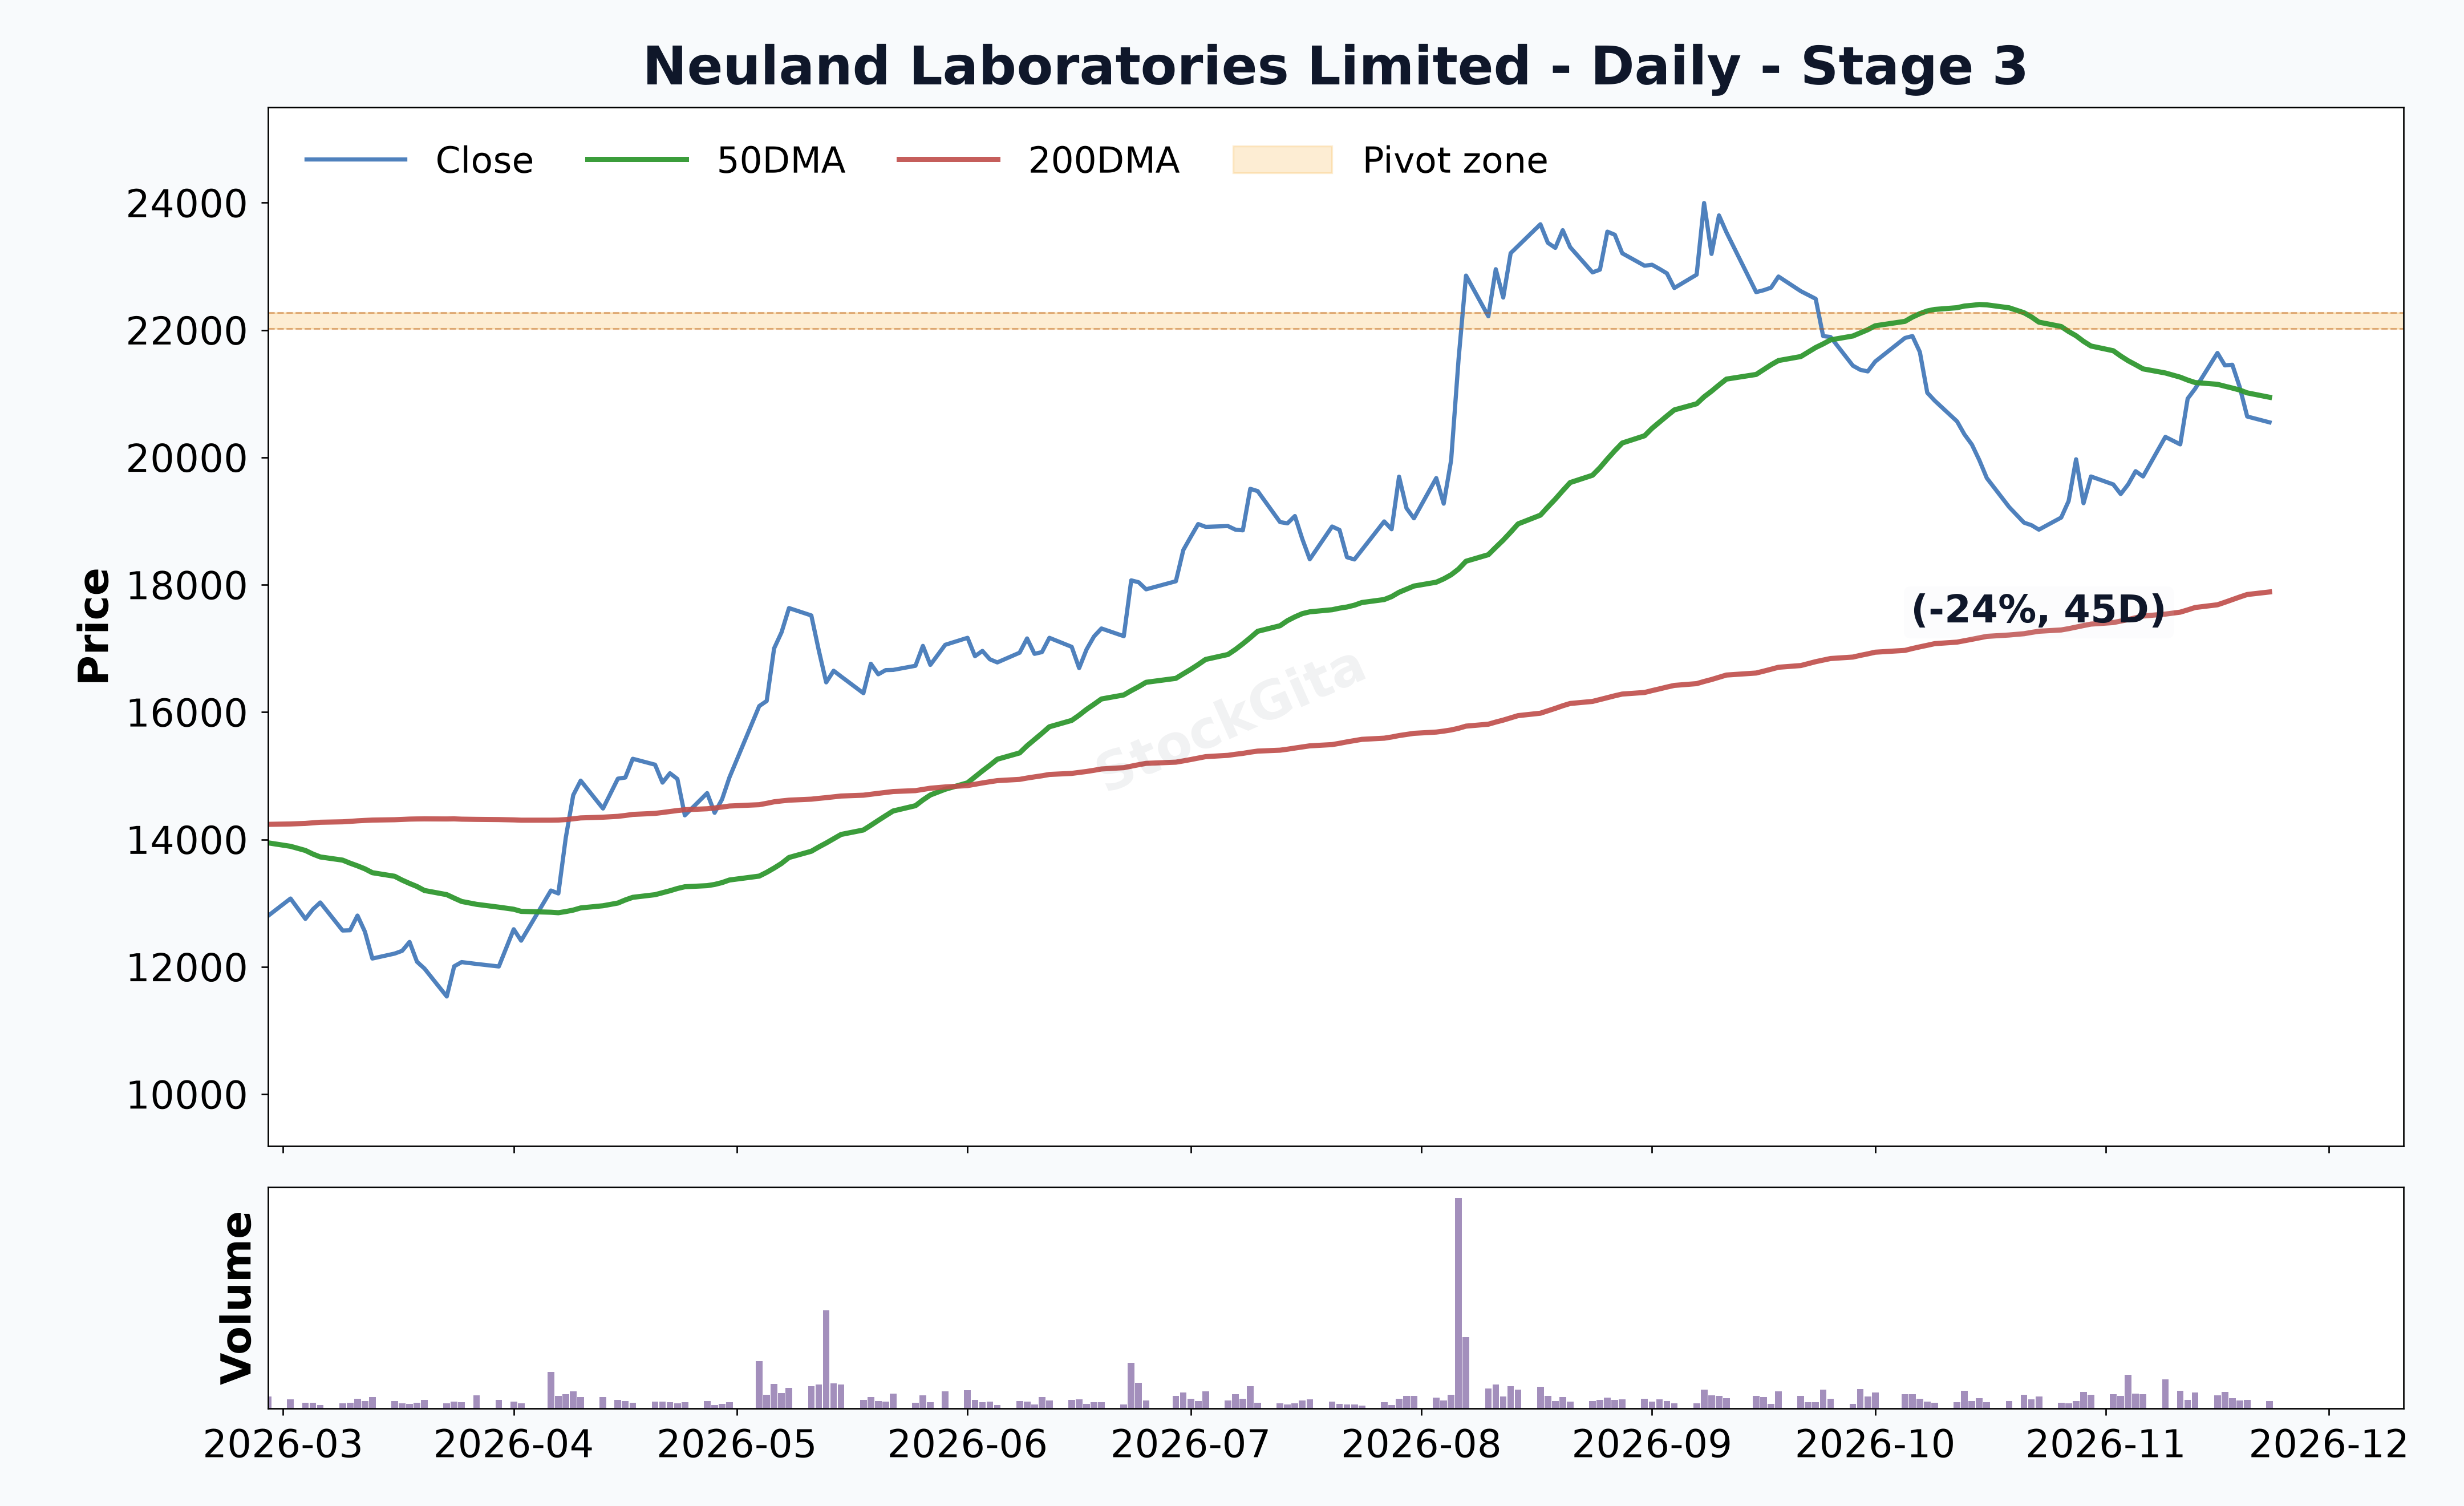 Neuland Laboratories Limited - Daily - Stage 3
Close 50DMA 200DMA Pivot zone
24000
22000
20000
18000
16000
14000
12000
10000
Price
(-24%, 45D)
StockGita
Volume
2026-03 2026-04 2026-05 2026-06 2026-07 2026-08 2026-09 2026-10 2026-11 2026-12